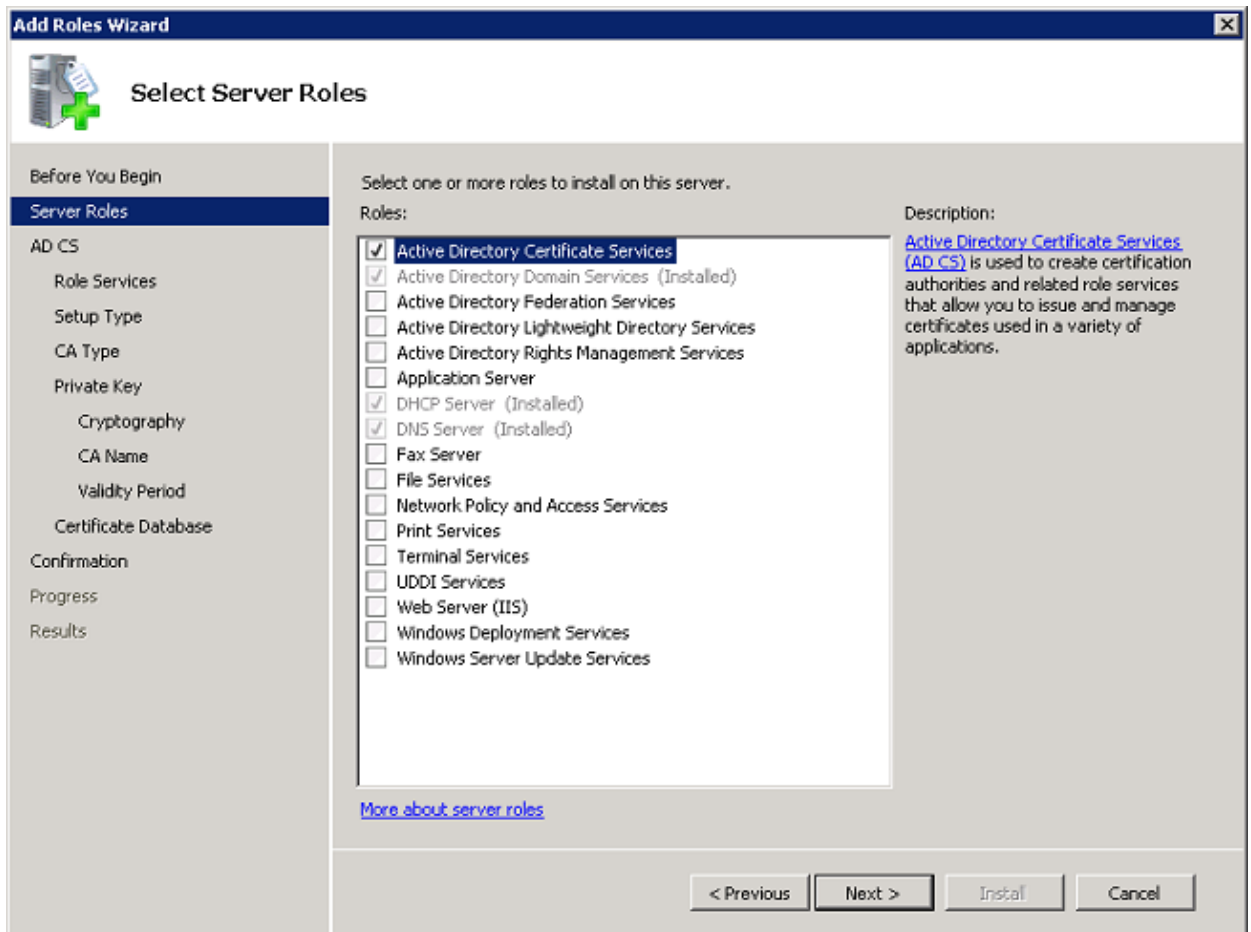 Add Roles Wizard
Select Server Roles
Before You Begin
Server Roles
AD CS
Role Services
Setup Type
CA Type
Private Key
Cryptography
CA Name
Validity Period
Certificate Database
Confirmation
Progress
Results
Select one or more roles to install on this server.
Roles:
Active Directory Certificate Services
Active Directory Domain Services (Installed)
Active Directory Federation Services
Active Directory Lightweight Directory Services
Active Directory Rights Management Services
Application Server
DHCP Server (Installed)
DNS Server (Installed)
Fax Server
File Services
Network Policy and Access Services
Print Services
Terminal Services
UDDI Services
Web Server (IIS)
Windows Deployment Services
Windows Server Update Services
More about server roles
Description:
Active Directory Certificate Services
(AD CS) is used to create certification
authorities and related role services
that allow you to issue and manage
certificates used in a variety of
applications.
< Previous
Next >
Install
Cancel